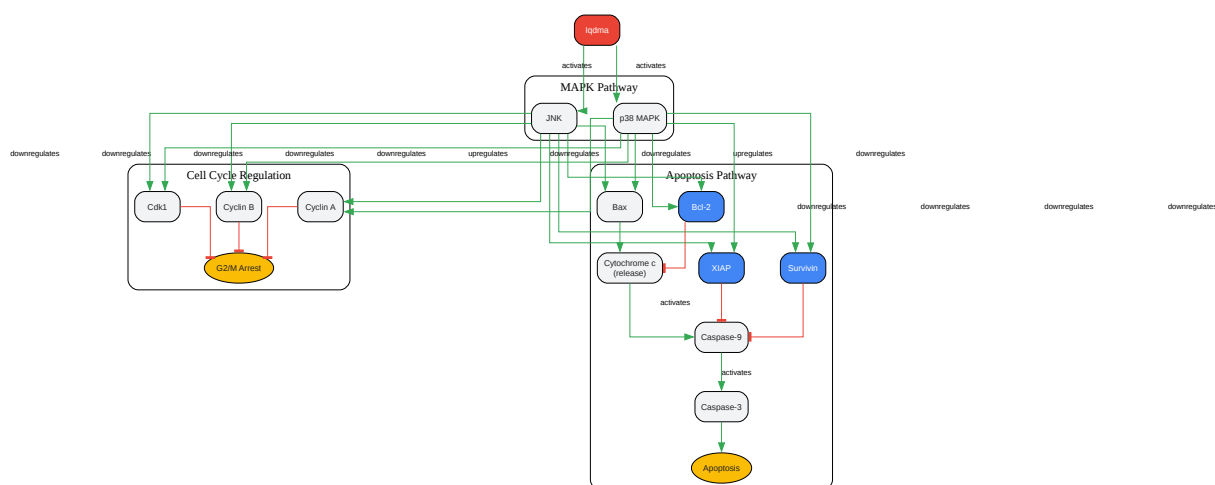 Iqdma
activates
activates
MAPK Pathway
JNK
p38 MAPK
downregulates
downregulates
downregulates
downregulates
downregulates
upregulates
downregulates
downregulates
upregulates
downregulates
Cell Cycle Regulation
Apoptosis Pathway
Cdk1
Cyclin B
Cyclin A
Bax
Bcl-2
downregulates
downregulates
downregulates
downregulates
G2/M Arrest
Cytochrome c
(release)
XIAP
Survivin
activates
Caspase-9
activates
Caspase-3
Apoptosis